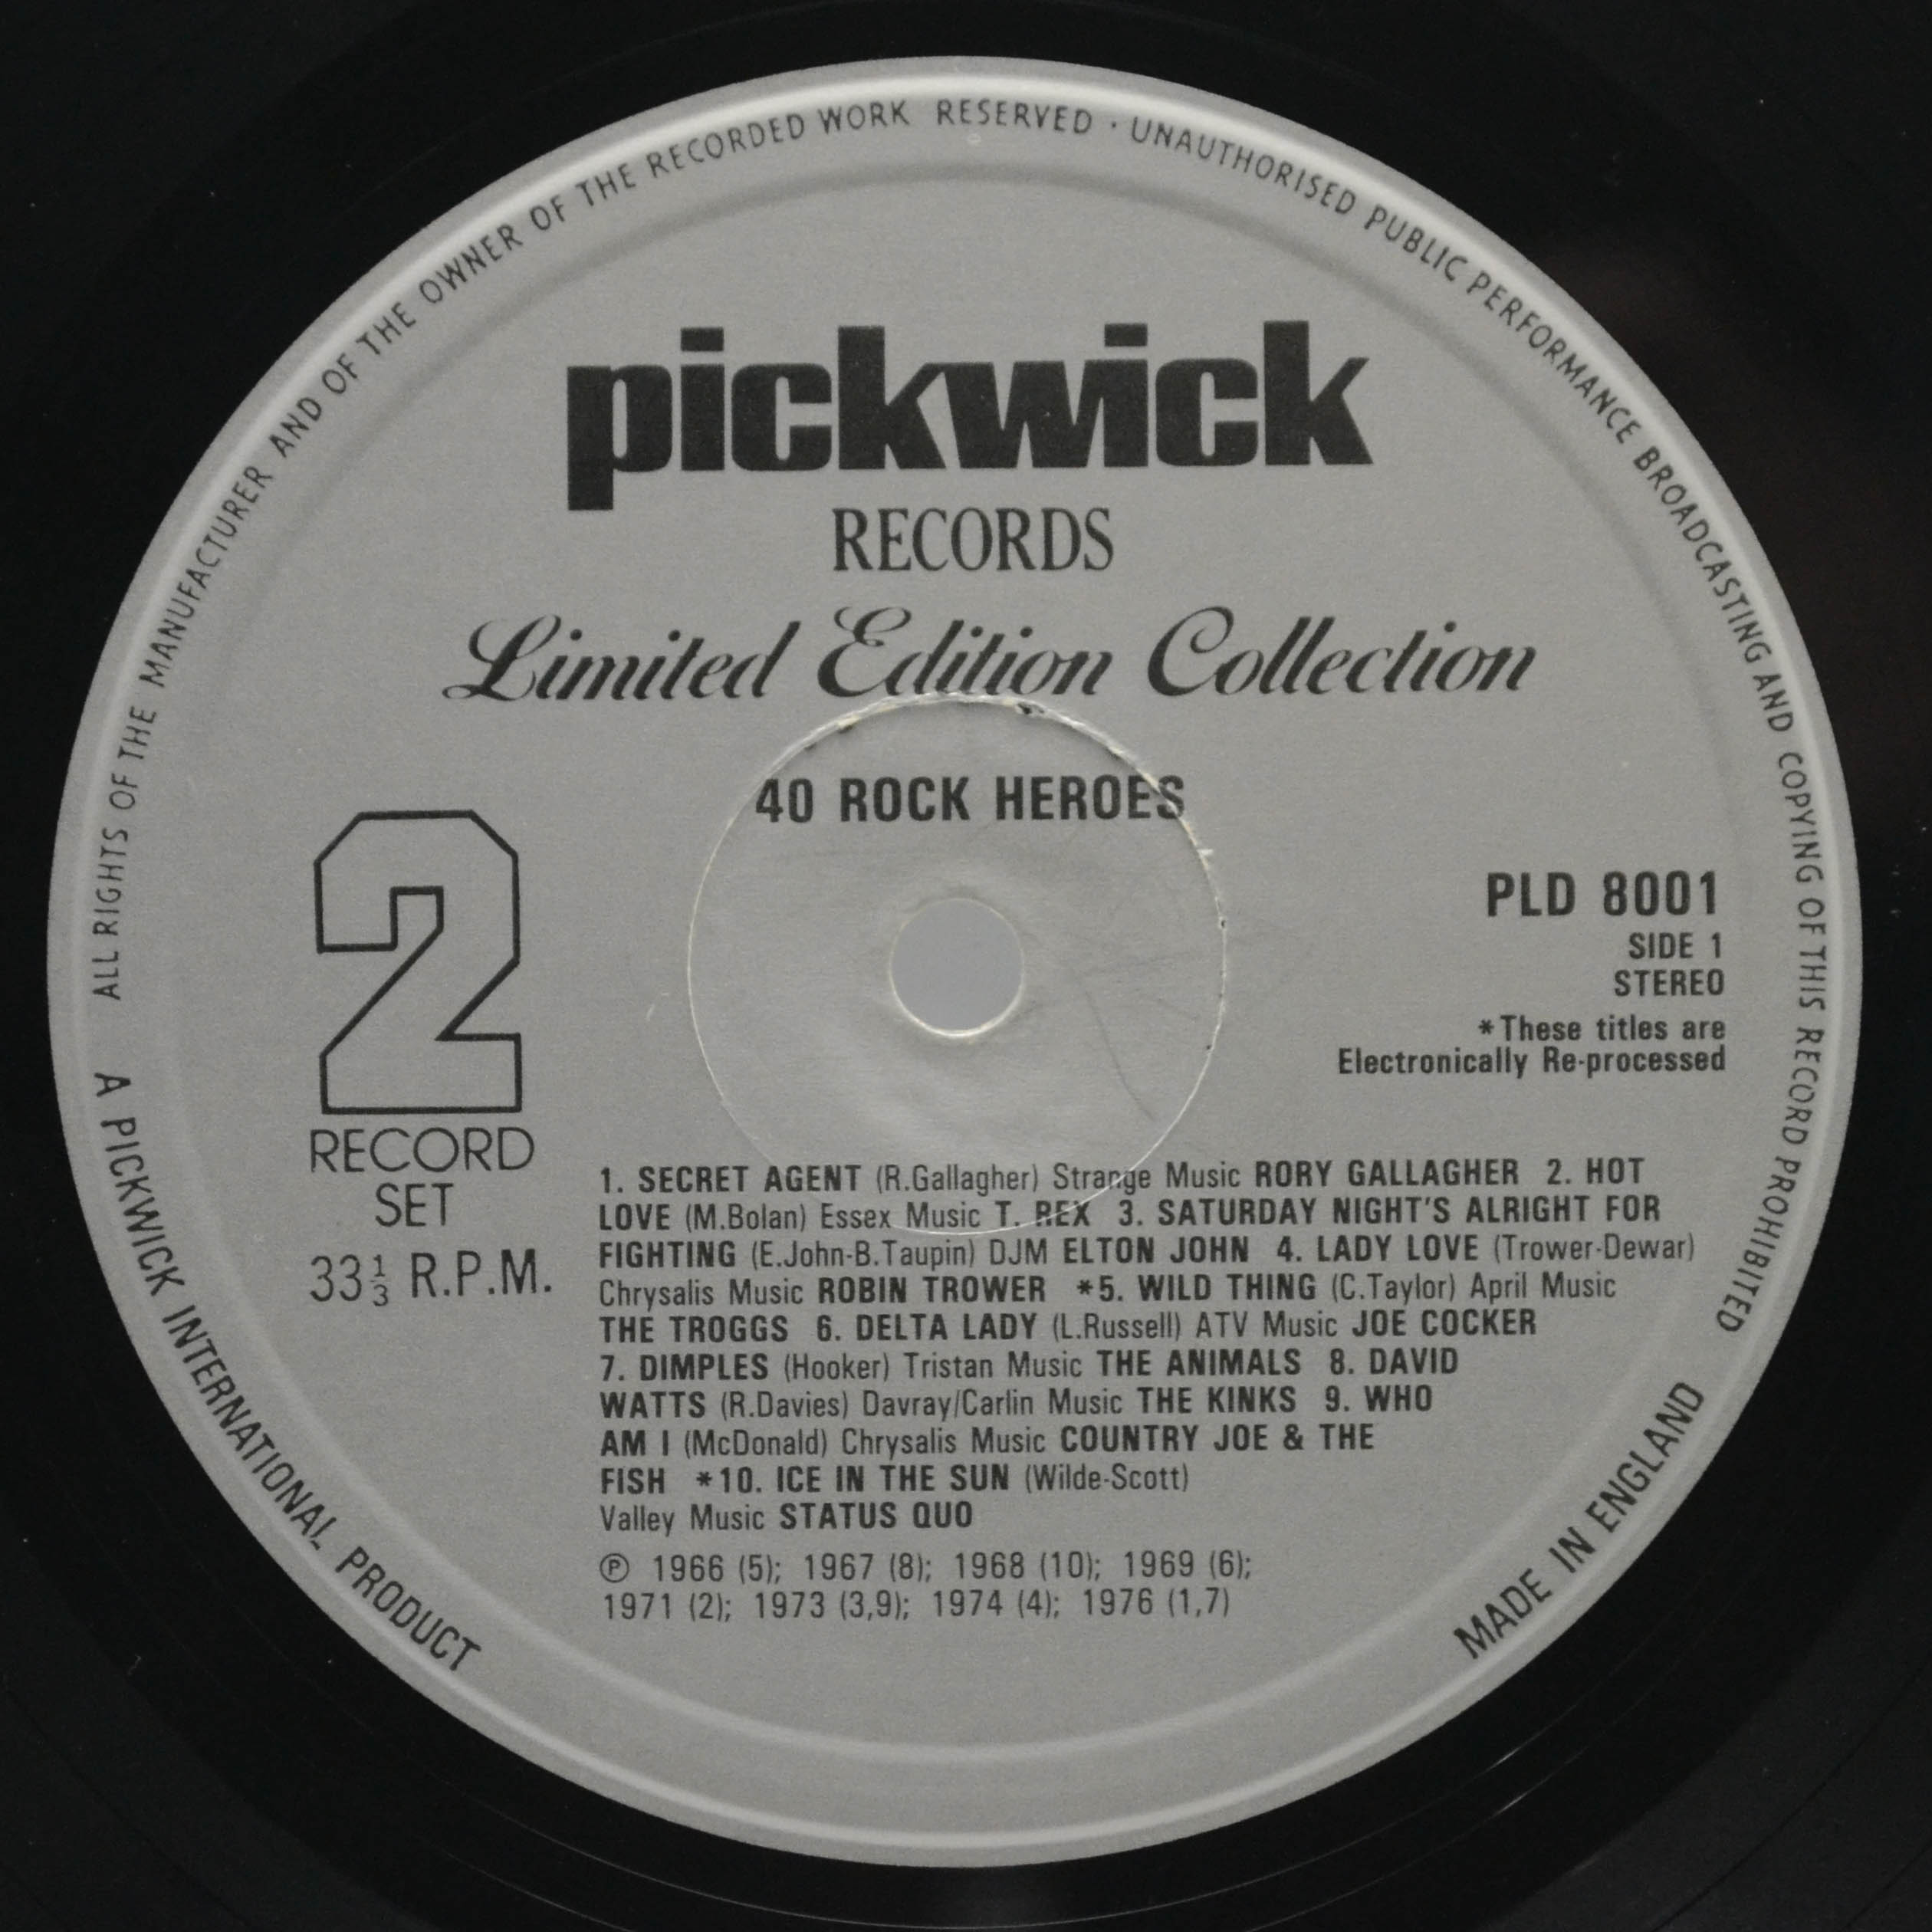 ALL RIGHTS OF THE MANUFACTURER AND OF THE OWNER OF THE RECORDED WORK RESERVED · UNAUTHORISED PUBLIC PERFORMANCE BROADCASTING AND COPYING OF THIS RECORD PROHIBITED
pickwick
RECORDS
Limited Edition Collection
40 ROCK HEROES
2
RECORD
SET
33⅓ R.P.M.
PLD 8001
SIDE 1
STEREO
*These titles are
Electronically Re-processed
1. SECRET AGENT (R.Gallagher) Strange Music RORY GALLAGHER 2. HOT
LOVE (M.Bolan) Essex Music T. REX 3. SATURDAY NIGHT'S ALRIGHT FOR
FIGHTING (E.John-B.Taupin) DJM ELTON JOHN 4. LADY LOVE (Trower-Dewar)
Chrysalis Music ROBIN TROWER *5. WILD THING (C.Taylor) April Music
THE TROGGS 6. DELTA LADY (L.Russell) ATV Music JOE COCKER
7. DIMPLES (Hooker) Tristan Music THE ANIMALS 8. DAVID
WATTS (R.Davies) Davray/Carlin Music THE KINKS 9. WHO
AM I (McDonald) Chrysalis Music COUNTRY JOE & THE
FISH *10. ICE IN THE SUN (Wilde-Scott)
Valley Music STATUS QUO
℗ 1966 (5); 1967 (8); 1968 (10); 1969 (6);
1971 (2); 1973 (3,9); 1974 (4); 1976 (1,7)
A PICKWICK INTERNATIONAL PRODUCT
MADE IN ENGLAND